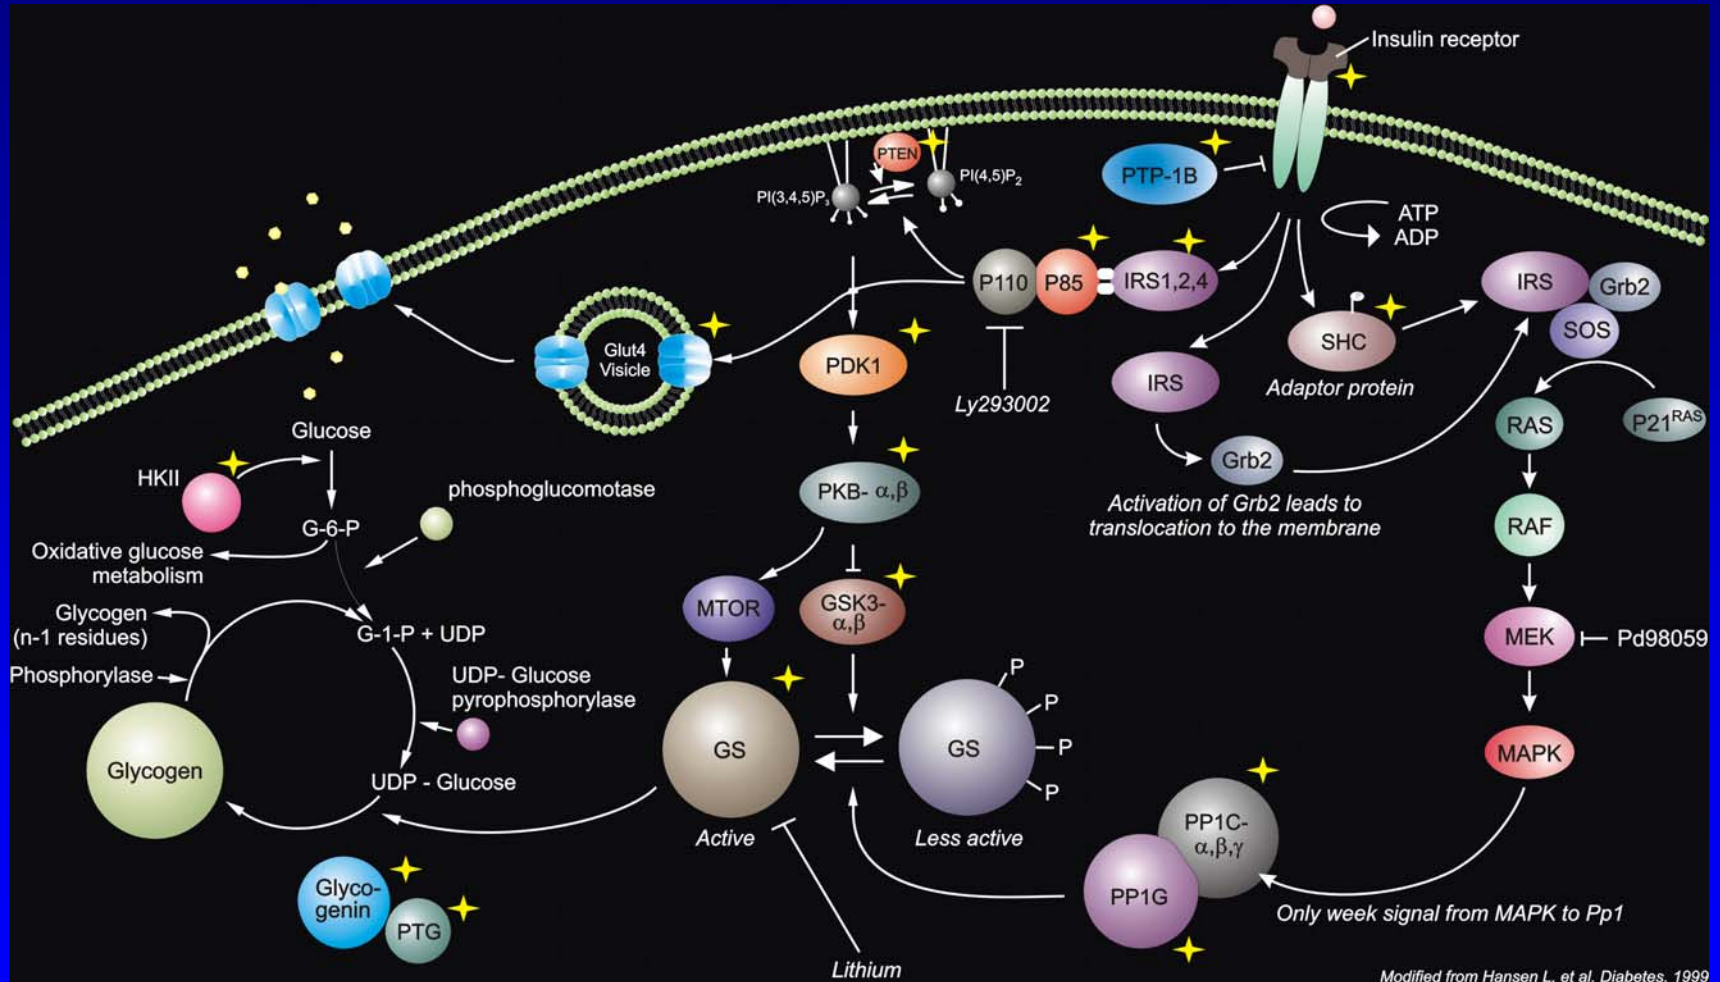 Insulin receptor
PTEN
PI(3,4,5)P3
PI(4,5)P2
PTP-1B
ATP
ADP
P110
P85
IRS1,2,4
IRS
Grb2
SOS
SHC
Adaptor protein
Glut4
Visicle
PDK1
Ly293002
IRS
RAS
P21RAS
Glucose
HKII
phosphoglucomotase
PKB- α,β
Grb2
Activation of Grb2 leads to
translocation to the membrane
G-6-P
RAF
Oxidative glucose
metabolism
MTOR
GSK3-
α,β
Glycogen
(n-1 residues)
G-1-P + UDP
MEK
Pd98059
Phosphorylase
UDP- Glucose
pyrophosphorylase
GS
GS
P
P
P
P
MAPK
Glycogen
UDP - Glucose
Active
Less active
PP1C-
α,β,γ
PP1G
Only week signal from MAPK to Pp1
Glyco-
genin
PTG
Lithium
Modified from Hansen L, et al. Diabetes, 1999